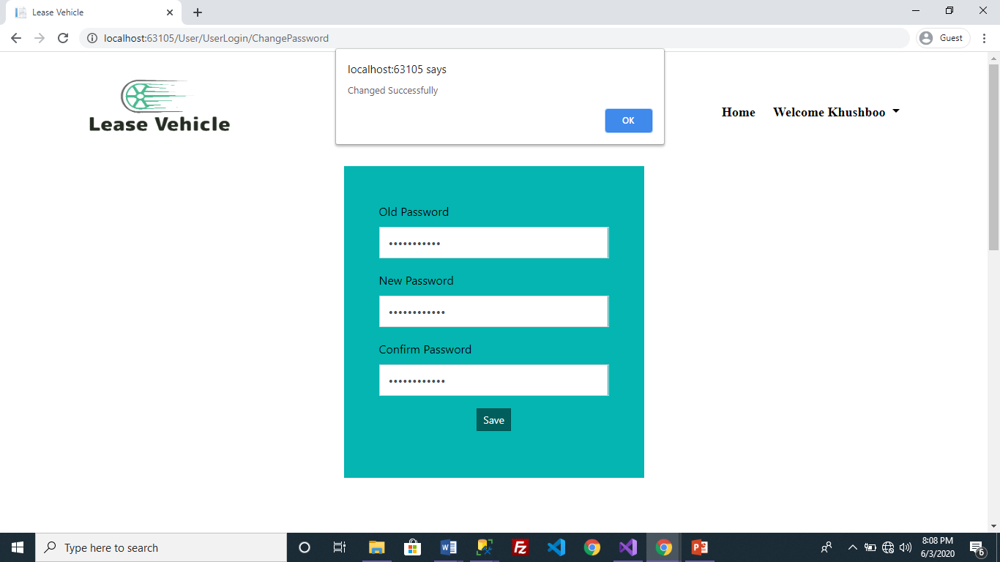 Lease Vehicle
localhost:63105/User/UserLogin/ChangePassword
Guest
localhost:63105 says
Changed Successfully
OK
Lease Vehicle
Home Welcome Khushboo
Old Password
•••••••••••
New Password
••••••••••••
Confirm Password
••••••••••••
Save
Type here to search
8:08 PM
6/3/2020
6